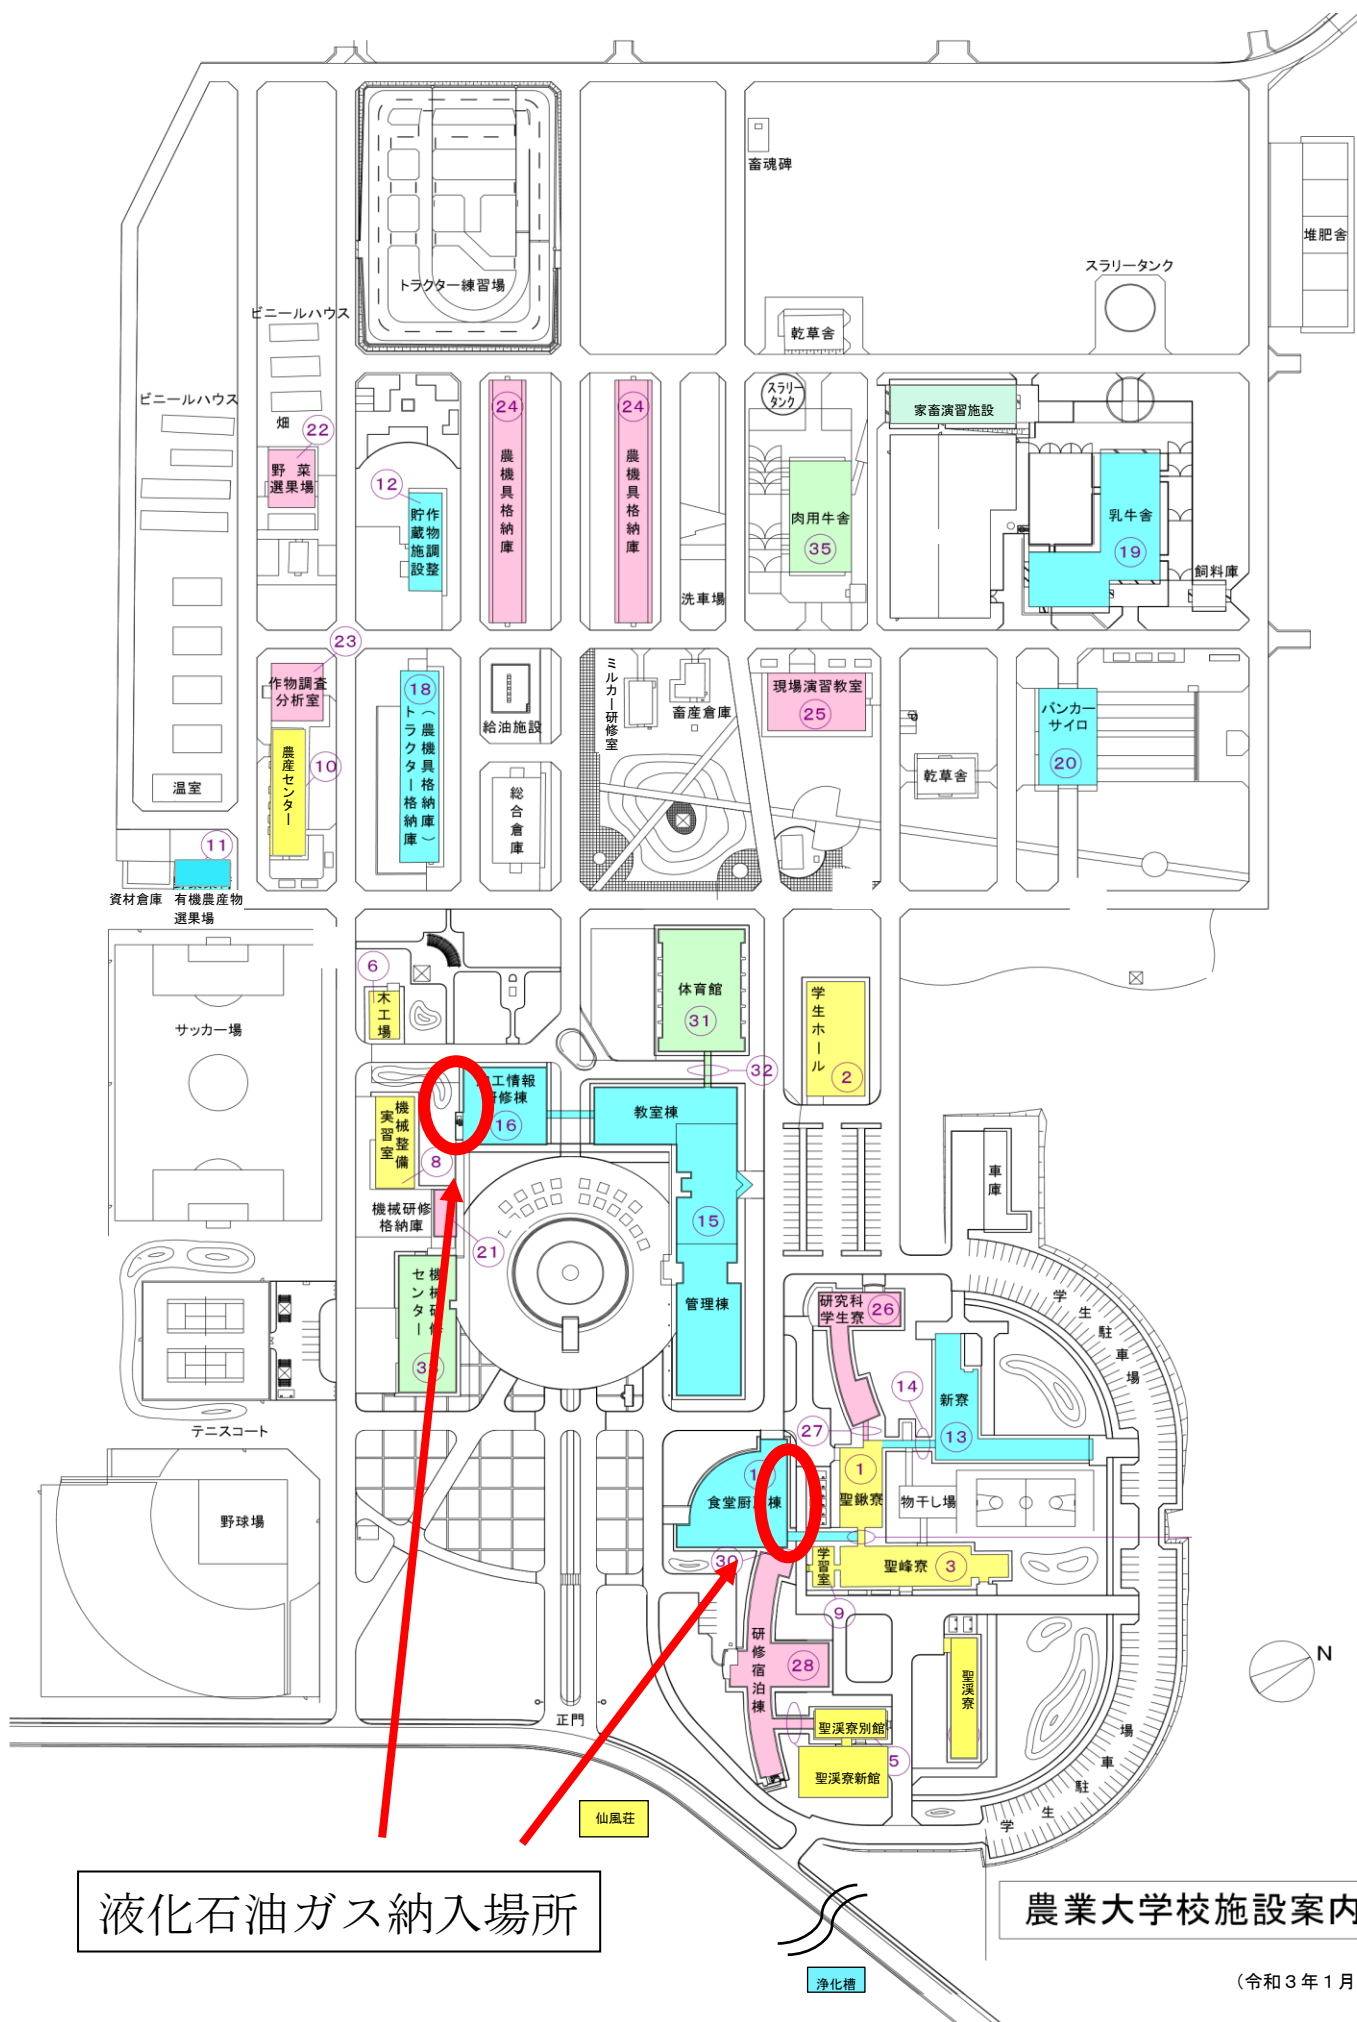 畜魂碑
堆肥舎
スラリータンク
トラクター練習場
ビニールハウス
乾草舎
スラリー
タンク
家畜演習施設
ビニールハウス
畑
22
野菜
選果場
12
作物調整
貯蔵施設
24
農機具格納庫
24
農機具格納庫
洗車場
肉用牛舎
35
乳牛舎
19
飼料庫
23
作物調査
分析室
18
(農機具格納庫)
トラクター格納庫
給油施設
ミルカー研修室
畜産倉庫
現場演習教室
25
バンカー
サイロ
20
乾草舎
農産センター
10
温室
総合倉庫
11
資材倉庫
有機農産物
選果場
6
木工場
サッカー場
体育館
31
32
学生ホール
2
工情報
研修棟
16
教室棟
機械整備
実習室
8
機械研修
格納庫
21
15
管理棟
車庫
機械研修
センター
テニスコート
研究科
学生寮
26
学生駐車場
14
新寮
13
27
1
聖鍬寮
物干し場
野球場
食堂厨房棟
30
学習室
聖峰寮
3
9
研修宿泊棟
28
聖渓寮
聖渓寮別館
5
聖渓寮新館
N
正門
学生駐車場
仙風荘
液化石油ガス納入場所
農業大学校施設案内
浄化槽
(令和3年1月